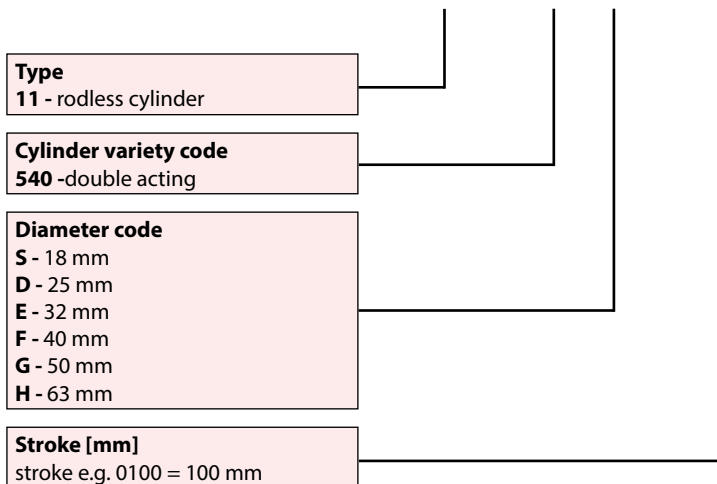 Type
11 - rodless cylinder
Cylinder variety code
540 -double acting
Diameter code
S - 18 mm
D - 25 mm
E - 32 mm
F - 40 mm
G - 50 mm
H - 63 mm
Stroke [mm]
stroke e.g. 0100 = 100 mm